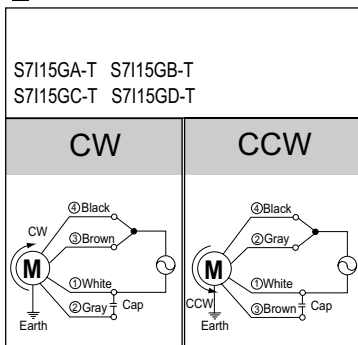 S7I15GA-T S7I15GB-T
S7I15GC-T S7I15GD-T
CW
CCW
④Black
CW
③Brown
M
①White
②Gray
Cap
Earth
④Black
②Gray
M
①White
CCW
③Brown
Cap
Earth